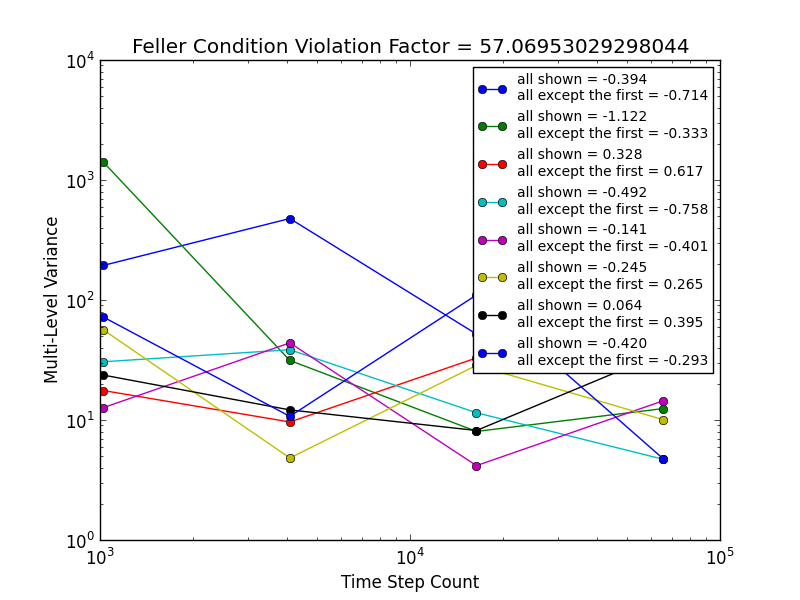 Feller Condition Violation Factor = 57.06953029298044
10^4
10^3
10^2
10^1
10^0
Multi-Level Variance
all shown = -0.394
all except the first = -0.714
all shown = -1.122
all except the first = -0.333
all shown = 0.328
all except the first = 0.617
all shown = -0.492
all except the first = -0.758
all shown = -0.141
all except the first = -0.401
all shown = -0.245
all except the first = 0.265
all shown = 0.064
all except the first = 0.395
all shown = -0.420
all except the first = -0.293
10^3 10^4 10^5
Time Step Count